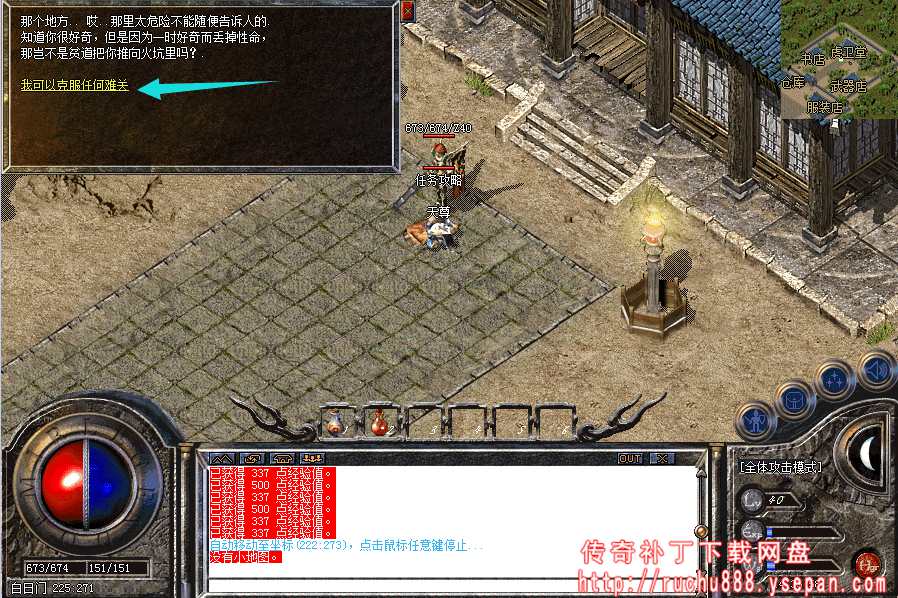 那个地方.. 哎..那里太危险不能随便告诉人的.
知道你很好奇，但是因为一时好奇而丢掉性命，
那岂不是贫道把你推向火坑里吗？.
我可以克服任何难关
书店
虎卫堂
仓库
武器店
服装店
673/674/Z40
任务攻略
天尊
OUT
已获得 337 点经验值。
已获得 500 点经验值。
已获得 337 点经验值。
已获得 500 点经验值。
已获得 337 点经验值。
已获得 337 点经验值。
自动移动至坐标(222:273)，点击鼠标任意键停止...
没有小地图。
[全体攻击模式]
Lv
40
Exp
673/674
151/151
白日门 225:271
传奇补丁下载网盘
http://ruchu888.ysepan.com